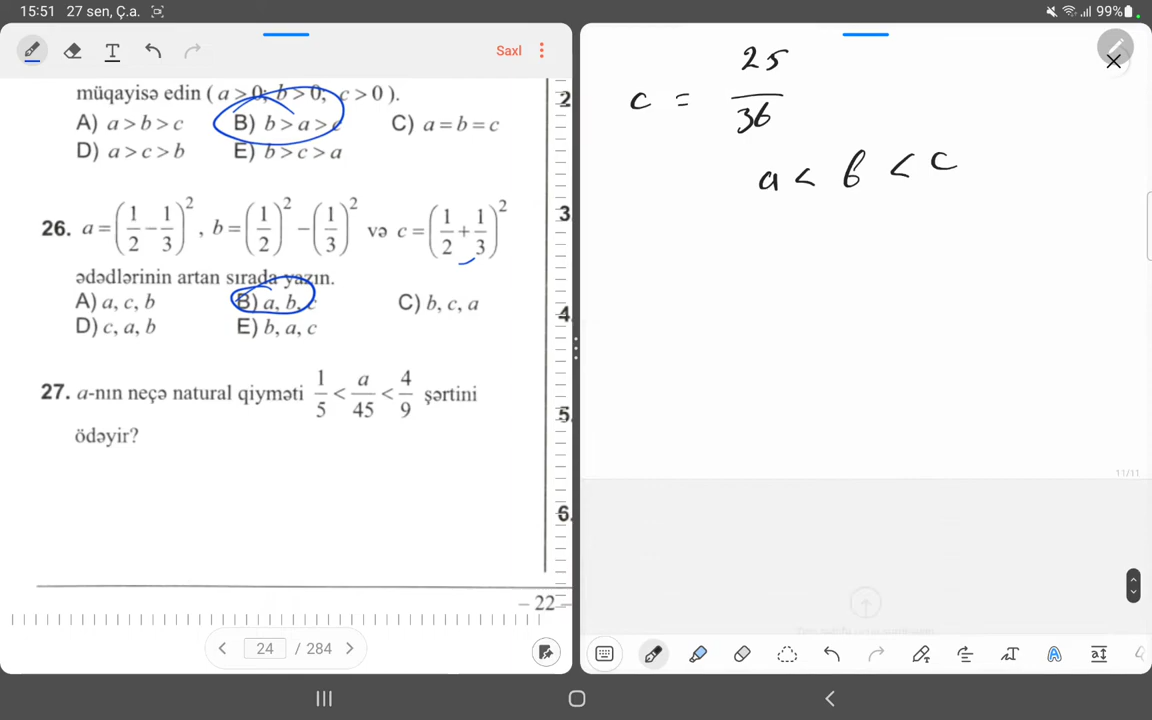 15:51 27 sen, Ç.a. 99%
Saxl
müqayisə edin ( a > 0; b > 0; c > 0 ).
A) a > b > c B) b > a > c C) a = b = c
D) a > c > b E) b > c > a
26. a = (1/2 − 1/3)², b = (1/2)² − (1/3)² və c = (1/2 + 1/3)²
ədədlərinin artan sırada yazın.
A) a, c, b B) a, b, c C) b, c, a
D) c, a, b E) b, a, c
27. a-nın neçə natural qiyməti 1/5 < a/45 < 4/9 şərtini
ödəyir?
– 22 –
24 / 284
2
3
4.
5.
6.
c = 25/36
a < b < c
11/11